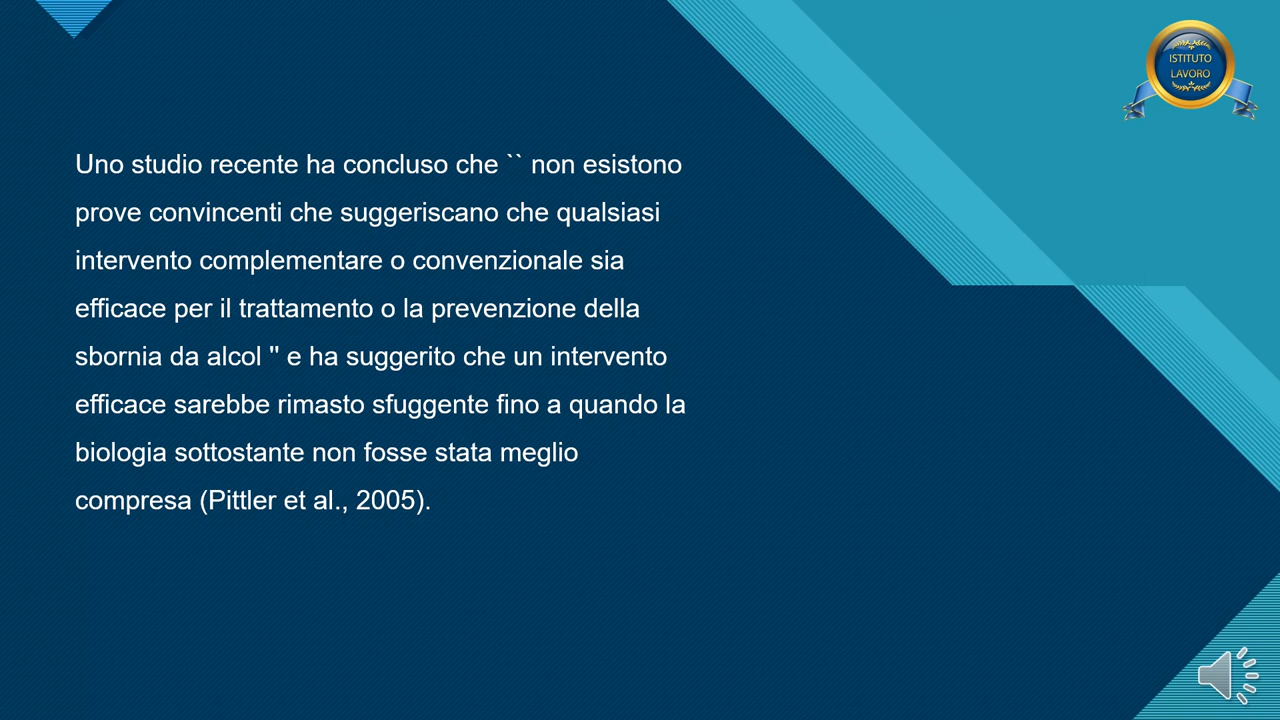 ISTITUTO
LAVORO
Uno studio recente ha concluso che `` non esistono
prove convincenti che suggeriscano che qualsiasi
intervento complementare o convenzionale sia
efficace per il trattamento o la prevenzione della
sbornia da alcol '' e ha suggerito che un intervento
efficace sarebbe rimasto sfuggente fino a quando la
biologia sottostante non fosse stata meglio
compresa (Pittler et al., 2005).